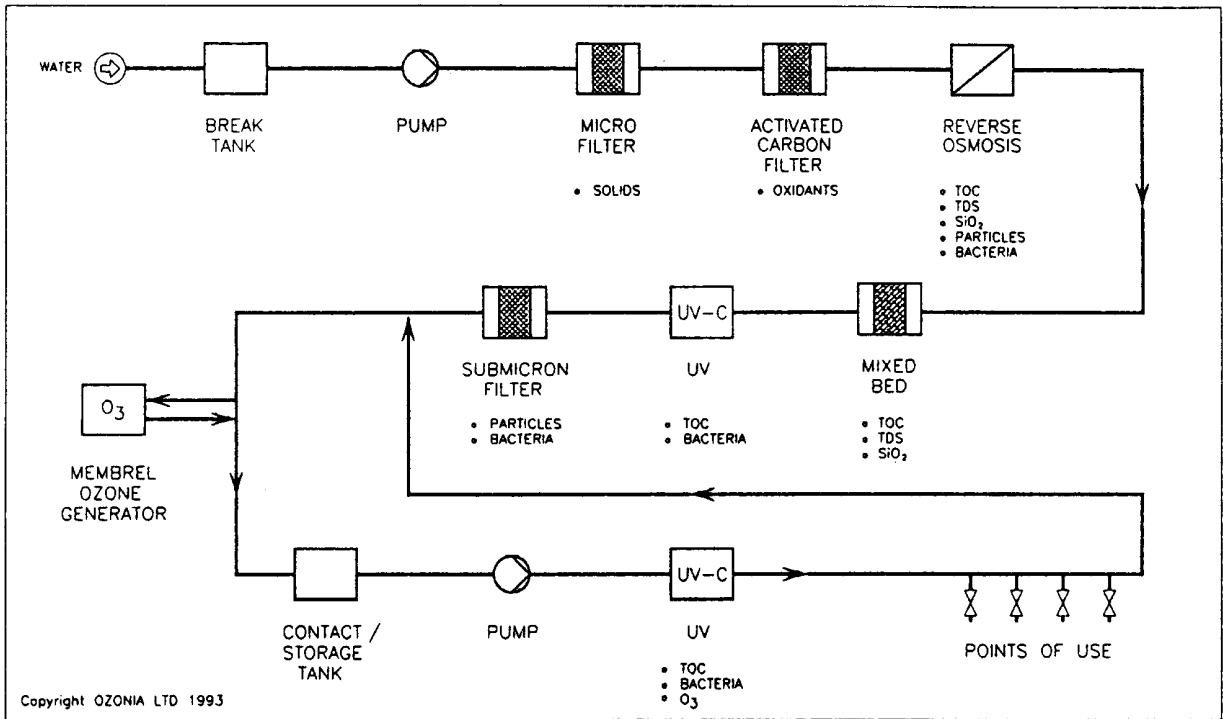 WATER
BREAK
TANK
PUMP
MICRO
FILTER
• SOLIDS
ACTIVATED
CARBON
FILTER
• OXIDANTS
REVERSE
OSMOSIS
• TOC
• TDS
• SiO₂
• PARTICLES
• BACTERIA
SUBMICRON
FILTER
• PARTICLES
• BACTERIA
UV-C
UV
• TOC
• BACTERIA
MIXED
BED
• TOC
• TDS
• SiO₂
O₃
MEMBREL
OZONE
GENERATOR
CONTACT /
STORAGE
TANK
PUMP
UV-C
UV
• TOC
• BACTERIA
• O₃
POINTS OF USE
Copyright OZONIA LTD 1993